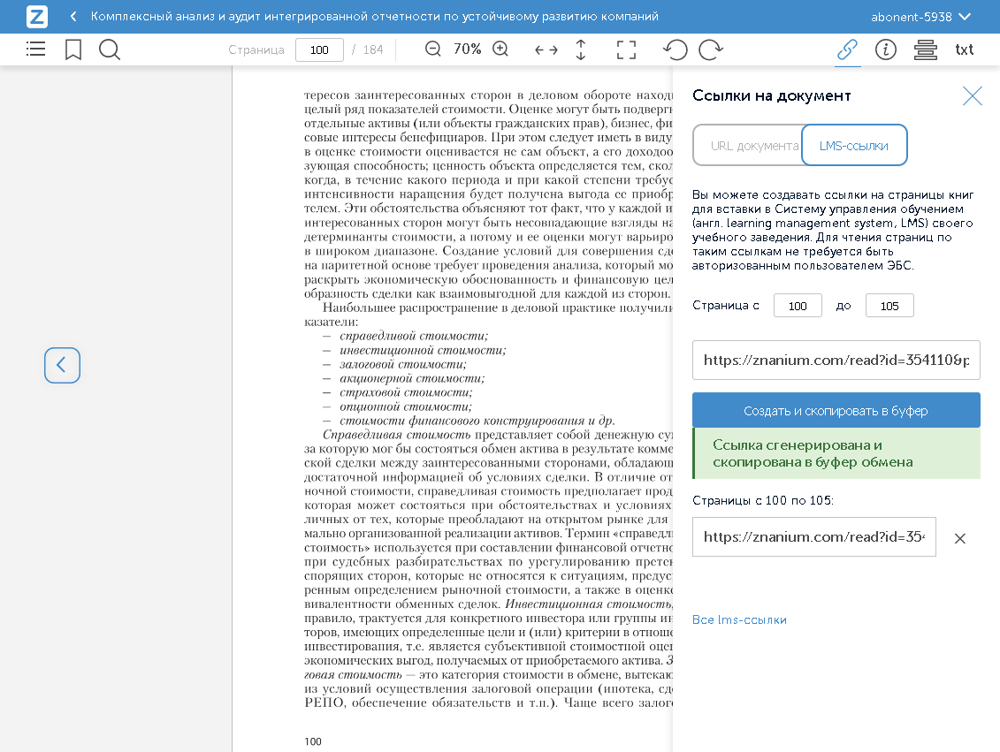 Z
Комплексный анализ и аудит интегрированной отчетности по устойчивому развитию компаний
abonent-5938
Страница 100 / 184
70%
txt
тересов заинтересованных сторон в деловом обороте находи
целый ряд показателей стоимости. Оценке могут быть подвергн
отдельные активы (или объекты гражданских прав), бизнес, фи
совые интересы бенефициаров. При этом следует иметь в виду
в оценке стоимости оценивается не сам объект, а его доходоо
зующая способность; ценность объекта определяется тем, скол
когда, в течение какого периода и при какой степени требуе
интенсивности наращения будет получена выгода ее приобр
телем. Эти обстоятельства объясняют тот факт, что у каждой и
интересованных сторон могут быть несовпадающие взгляды на
детерминанты стоимости, а потому и ее оценки могут варьиро
в широком диапазоне. Создание условий для совершения сде
на паритетной основе требует проведения анализа, который мо
раскрыть экономическую обоснованность и финансовую цел
образность сделки как взаимовыгодной для каждой из сторон.
Наибольшее распространение в деловой практике получили
казатели:
– справедливой стоимости;
– инвестиционной стоимости;
– залоговой стоимости;
– акционерной стоимости;
– страховой стоимости;
– опционной стоимости;
– стоимости финансового конструирования и др.
Справедливая стоимость представляет собой денежную су
за которую мог бы состояться обмен актива в результате комме
ской сделки между заинтересованными сторонами, обладающ
достаточной информацией об условиях сделки. В отличие от
ночной стоимости, справедливая стоимость предполагает прод
которая может состояться при обстоятельствах и условиях,
личных от тех, которые преобладают на открытом рынке для
мально организованной реализации активов. Термин «справедли
стоимость» используется при составлении финансовой отчетно
при судебных разбирательствах по урегулированию претен
спорящих сторон, которые не относятся к ситуациям, предус
ренным определением рыночной стоимости, а также в оценке
вивалентности обменных сделок. Инвестиционная стоимость,
правило, трактуется для конкретного инвестора или группы ин
торов, имеющих определенные цели и (или) критерии в отноше
инвестирования, т.е. является субъективной стоимостной оцен
экономических выгод, получаемых от приобретаемого актива. З
говая стоимость — это категория стоимости в обмене, вытекаю
из условий осуществления залоговой операции (ипотека, сде
РЕПО, обеспечение обязательств и т.п.). Чаще всего залого
100
Ссылки на документ
URL документа LMS-ссылки
Вы можете создавать ссылки на страницы книг
для вставки в Систему управления обучением
(англ. learning management system, LMS) своего
учебного заведения. Для чтения страниц по
таким ссылкам не требуется быть
авторизованным пользователем ЭБС.
Страница с 100 до 105
https://znanium.com/read?id=354110&p
Создать и скопировать в буфер
Ссылка сгенерирована и
скопирована в буфер обмена
Страницы с 100 по 105:
https://znanium.com/read?id=354
Все lms-ссылки